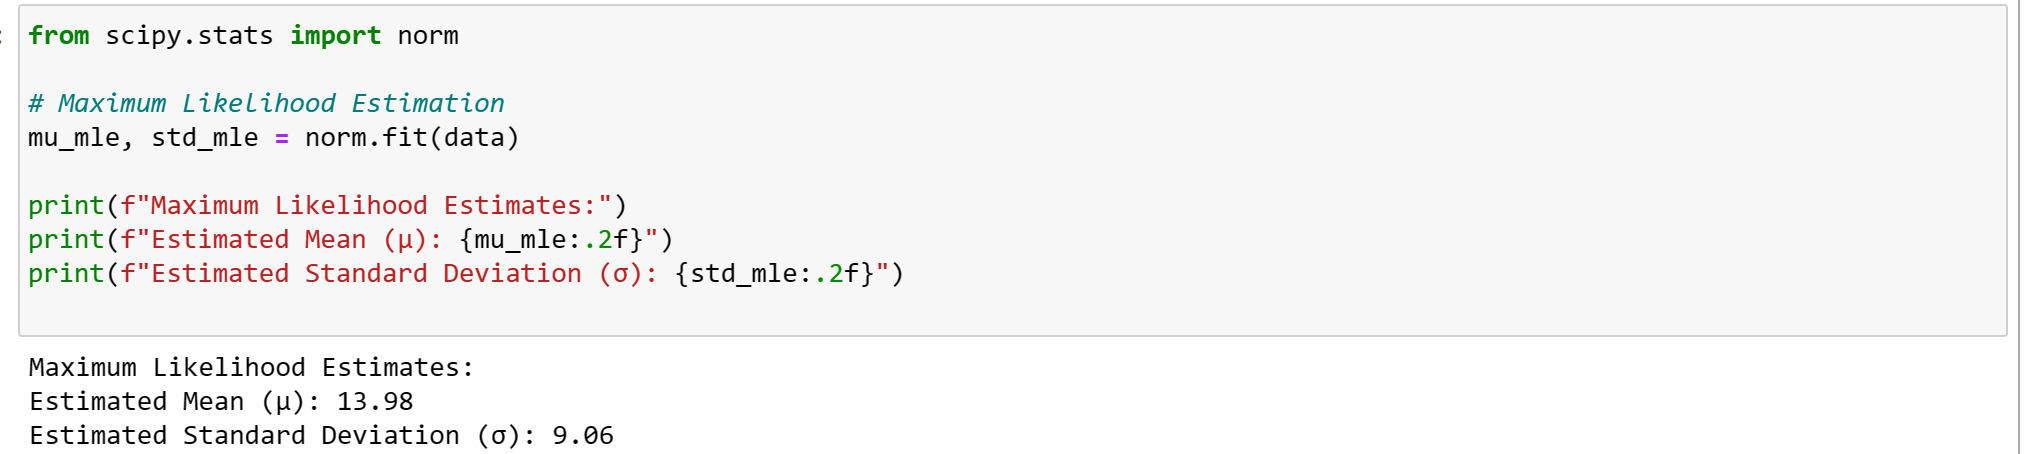 from scipy.stats import norm
# Maximum Likelihood Estimation
mu_mle, std_mle = norm.fit(data)
print(f"Maximum Likelihood Estimates:")
print(f"Estimated Mean (μ): {mu_mle:.2f}")
print(f"Estimated Standard Deviation (σ): {std_mle:.2f}")
Maximum Likelihood Estimates:
Estimated Mean (μ): 13.98
Estimated Standard Deviation (σ): 9.06